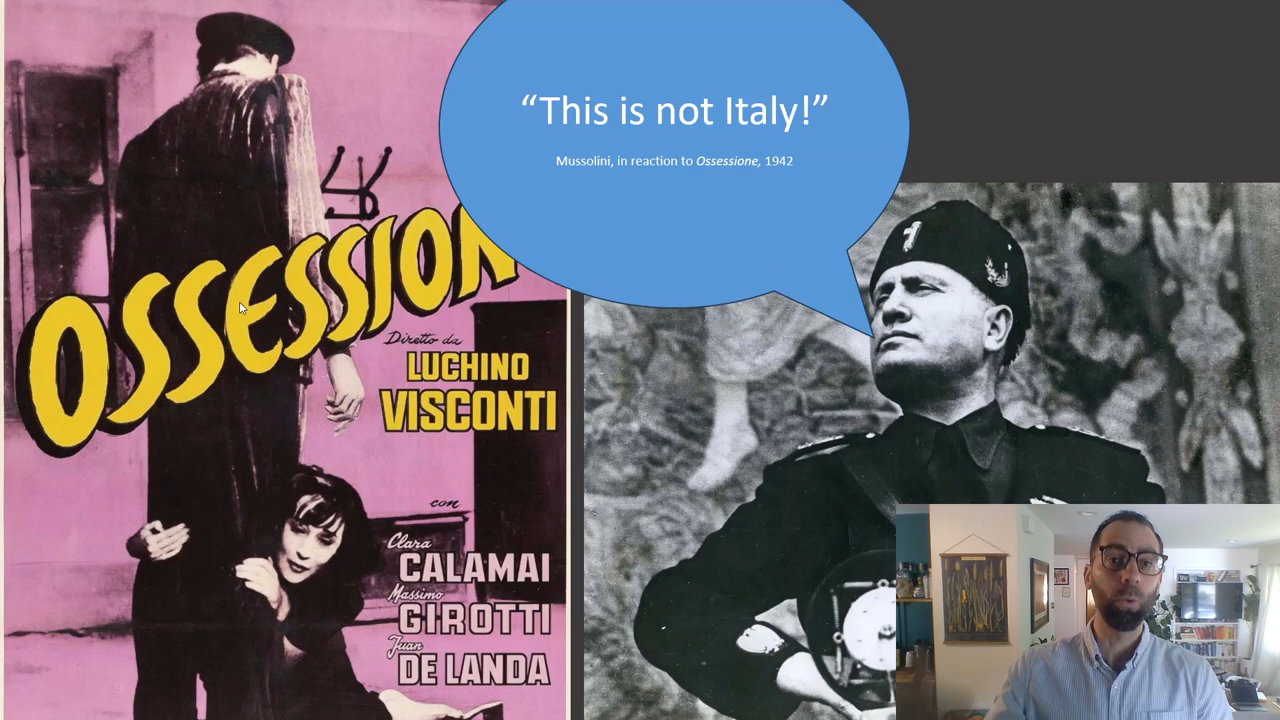 “This is not Italy!”
Mussolini, in reaction to Ossessione, 1942
OSSESSION
Diretto da
LUCHINO
VISCONTI
con
Clara
CALAMAI
Massimo
GIROTTI
Juan
DE LANDA